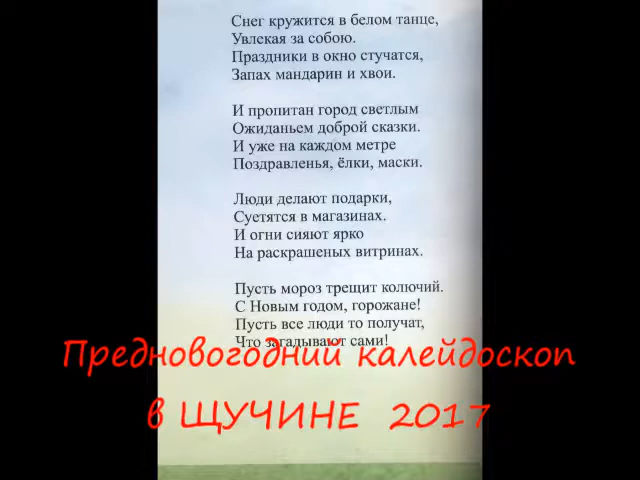 Снег кружится в белом танце,
Увлекая за собою.
Праздники в окно стучатся,
Запах мандарин и хвои.
И пропитан город светлым
Ожиданьем доброй сказки.
И уже на каждом метре
Поздравленья, ёлки, маски.
Люди делают подарки,
Суетятся в магазинах.
И огни сияют ярко
На раскрашеных витринах.
Пусть мороз трещит колючий.
С Новым годом, горожане!
Пусть все люди то получат,
Что загадывают сами!
Предновогодний калейдоскоп
в ЩУЧИНЕ 2017